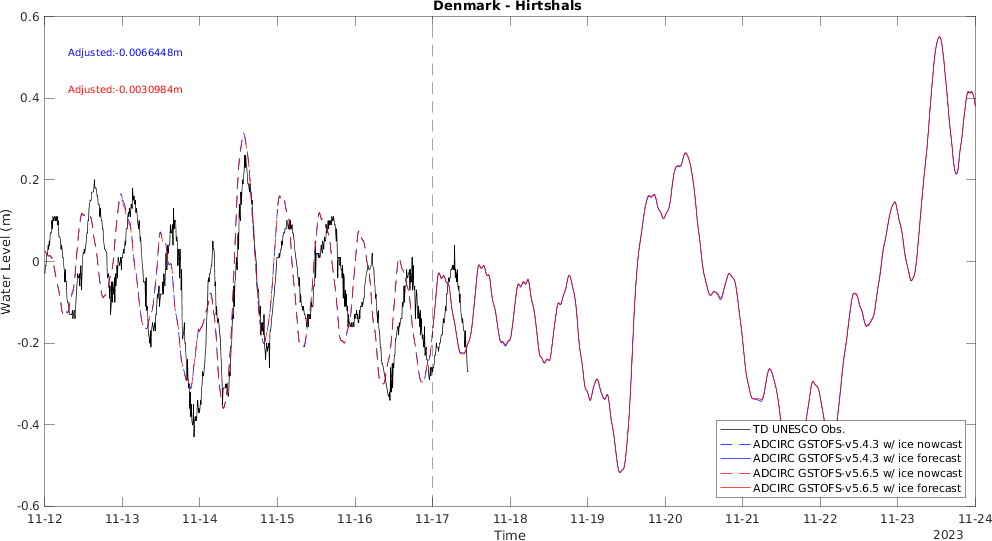 Denmark - Hirtshals
Adjusted:-0.0066448m
Adjusted:-0.0030984m
Water Level (m)
0.6
0.4
0.2
0
-0.2
-0.4
-0.6
TD UNESCO Obs.
ADCIRC GSTOFS-v5.4.3 w/ ice nowcast
ADCIRC GSTOFS-v5.4.3 w/ ice forecast
ADCIRC GSTOFS-v5.6.5 w/ ice nowcast
ADCIRC GSTOFS-v5.6.5 w/ ice forecast
11-12 11-13 11-14 11-15 11-16 11-17 11-18 11-19 11-20 11-21 11-22 11-23 11-24
Time
2023